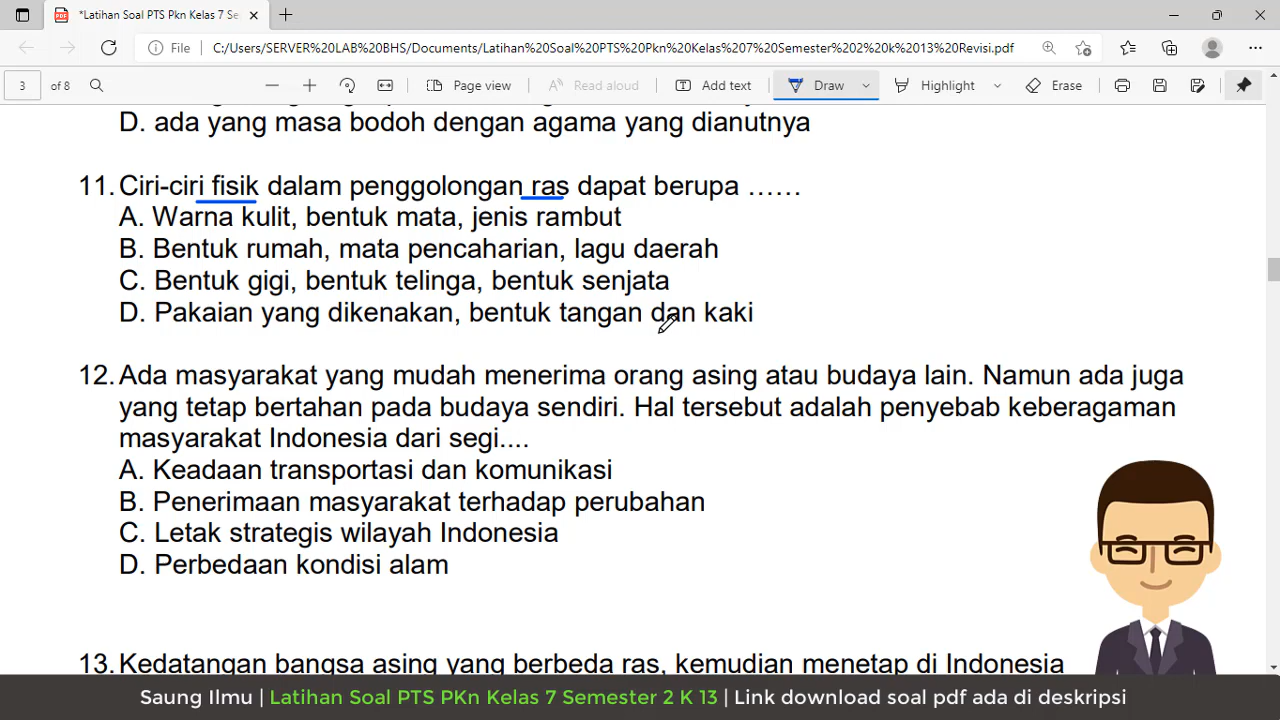 *Latihan Soal PTS Pkn Kelas 7 Se
File
C:/Users/SERVER%20LAB%20BHS/Documents/Latihan%20Soal%20PTS%20Pkn%20Kelas%207%20Semester%202%20k%2013%20Revisi.pdf
3 of 8
Page view
Read aloud
Add text
Draw
Highlight
Erase
D. ada yang masa bodoh dengan agama yang dianutnya
11. Ciri-ciri fisik dalam penggolongan ras dapat berupa ……
A. Warna kulit, bentuk mata, jenis rambut
B. Bentuk rumah, mata pencaharian, lagu daerah
C. Bentuk gigi, bentuk telinga, bentuk senjata
D. Pakaian yang dikenakan, bentuk tangan dan kaki
12. Ada masyarakat yang mudah menerima orang asing atau budaya lain. Namun ada juga
yang tetap bertahan pada budaya sendiri. Hal tersebut adalah penyebab keberagaman
masyarakat Indonesia dari segi....
A. Keadaan transportasi dan komunikasi
B. Penerimaan masyarakat terhadap perubahan
C. Letak strategis wilayah Indonesia
D. Perbedaan kondisi alam
13. Kedatangan bangsa asing yang berbeda ras, kemudian menetap di Indonesia
Saung Ilmu | Latihan Soal PTS PKn Kelas 7 Semester 2 K 13 | Link download soal pdf ada di deskripsi